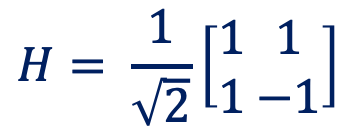 H = 1/√2 [1 1
1 −1]